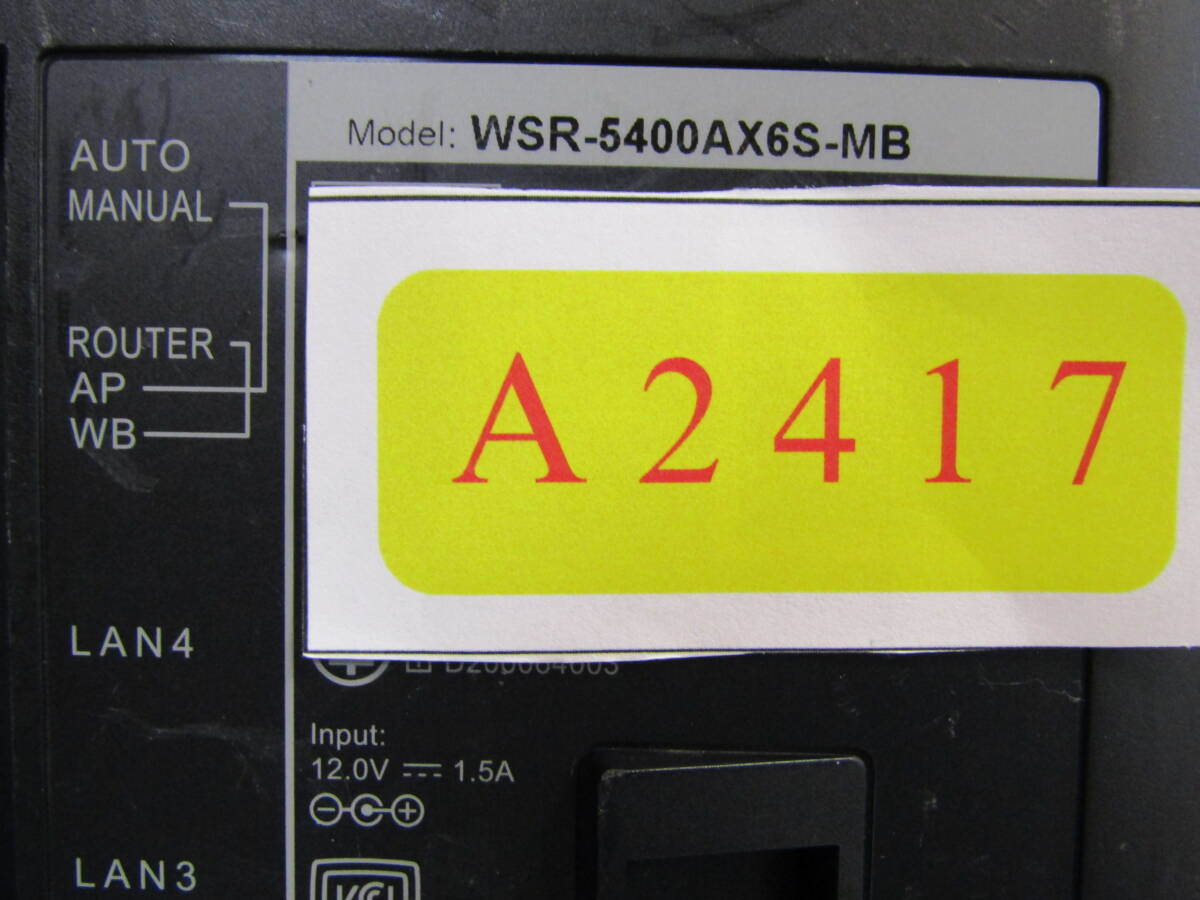 Model: WSR-5400AX6S-MB
AUTO
MANUAL
ROUTER
AP
WB
A2417
LAN4
Input:
12.0V ⎓ 1.5A
LAN3